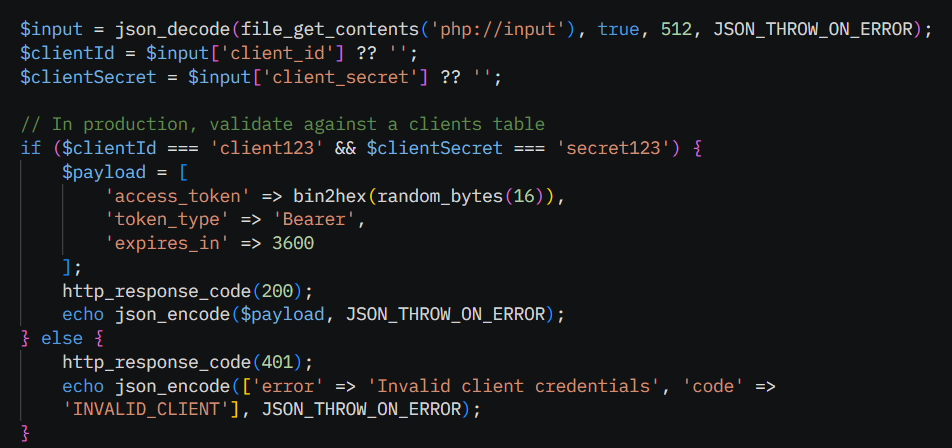 $input = json_decode(file_get_contents('php://input'), true, 512, JSON_THROW_ON_ERROR);
$clientId = $input['client_id'] ?? '';
$clientSecret = $input['client_secret'] ?? '';

// In production, validate against a clients table
if ($clientId === 'client123' && $clientSecret === 'secret123') {
    $payload = [
        'access_token' => bin2hex(random_bytes(16)),
        'token_type' => 'Bearer',
        'expires_in' => 3600
    ];
    http_response_code(200);
    echo json_encode($payload, JSON_THROW_ON_ERROR);
} else {
    http_response_code(401);
    echo json_encode(['error' => 'Invalid client credentials', 'code' =>
    'INVALID_CLIENT'], JSON_THROW_ON_ERROR);
}